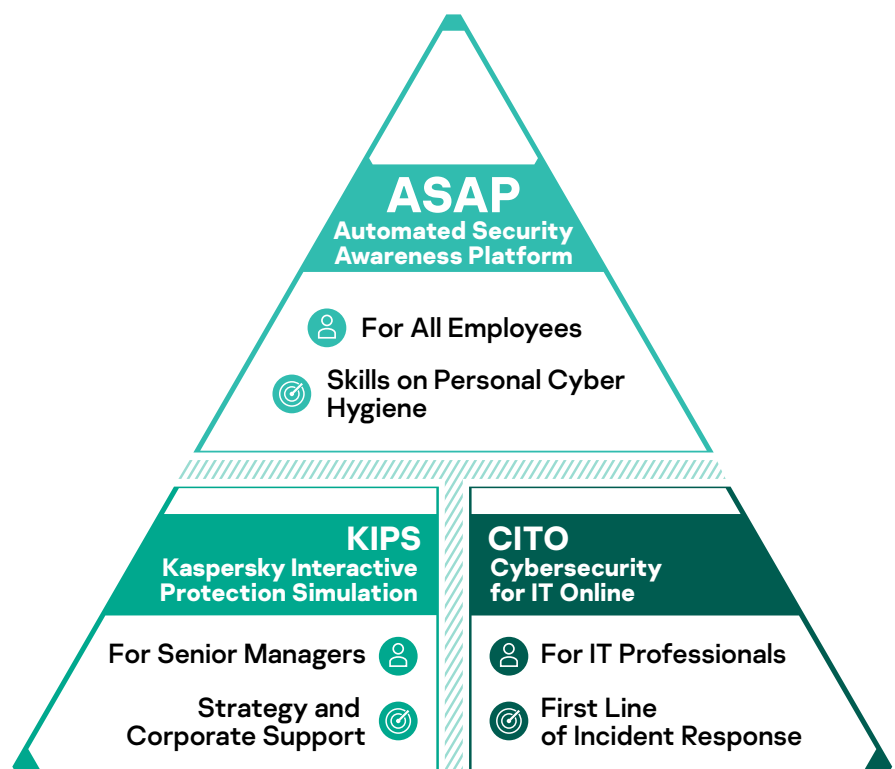 ASAP
Automated Security
Awareness Platform
For All Employees
Skills on Personal Cyber
Hygiene
KIPS
Kaspersky Interactive
Protection Simulation
For Senior Managers
Strategy and
Corporate Support
CITO
Cybersecurity
for IT Online
For IT Professionals
First Line
of Incident Response